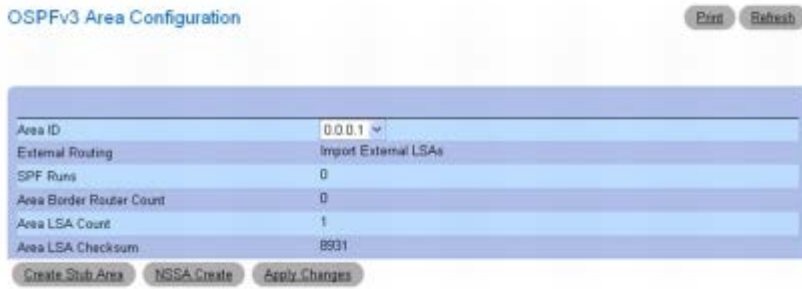 OSPFv3 Area Configuration
Print Refresh
Area ID 0.0.0.1
External Routing Import External LSAs
SPF Runs 0
Area Border Router Count 0
Area LSA Count 1
Area LSA Checksum 8931
Create Stub Area NSSA Create Apply Changes